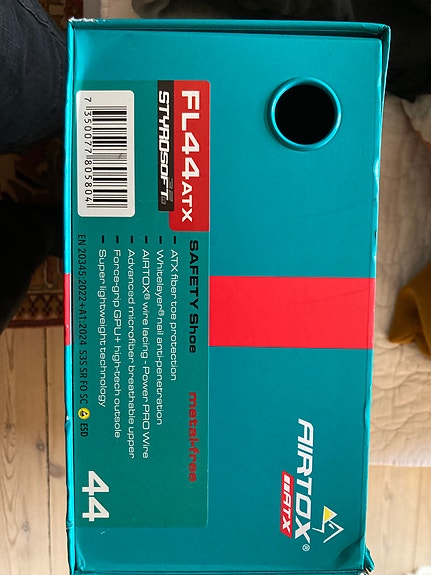 AIRTOX®
ATX
FL44 ATX
STYROSOFT
SAFETY Shoe metal-free
- ATX fiber toe protection
- Whitelayer® nail anti-penetration
- AIRTOX® wire lacing - Power PRO Wire
- Advanced microfiber breathable upper
- Force-grip GPU+ high-tech outsole
- Super lightweight technology
7 350077 805804
EN 20345:2022+A1:2024 S3S SR FO SC ESD
44